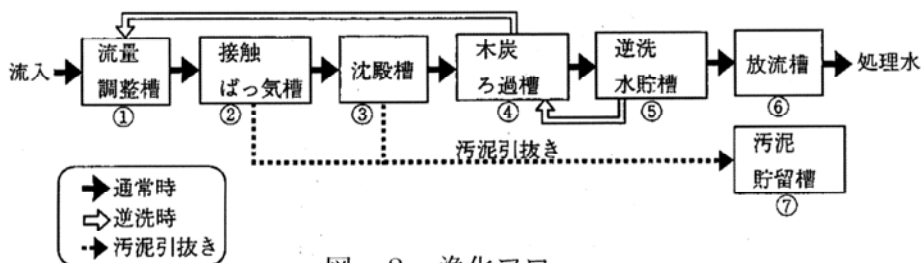 流入
流量
調整槽
①
接触
ばっ気槽
②
沈殿槽
③
木炭
ろ過槽
④
逆洗
水貯槽
⑤
放流槽
⑥
処理水
汚泥引抜き
汚泥
貯留槽
⑦
通常時
逆洗時
汚泥引抜き